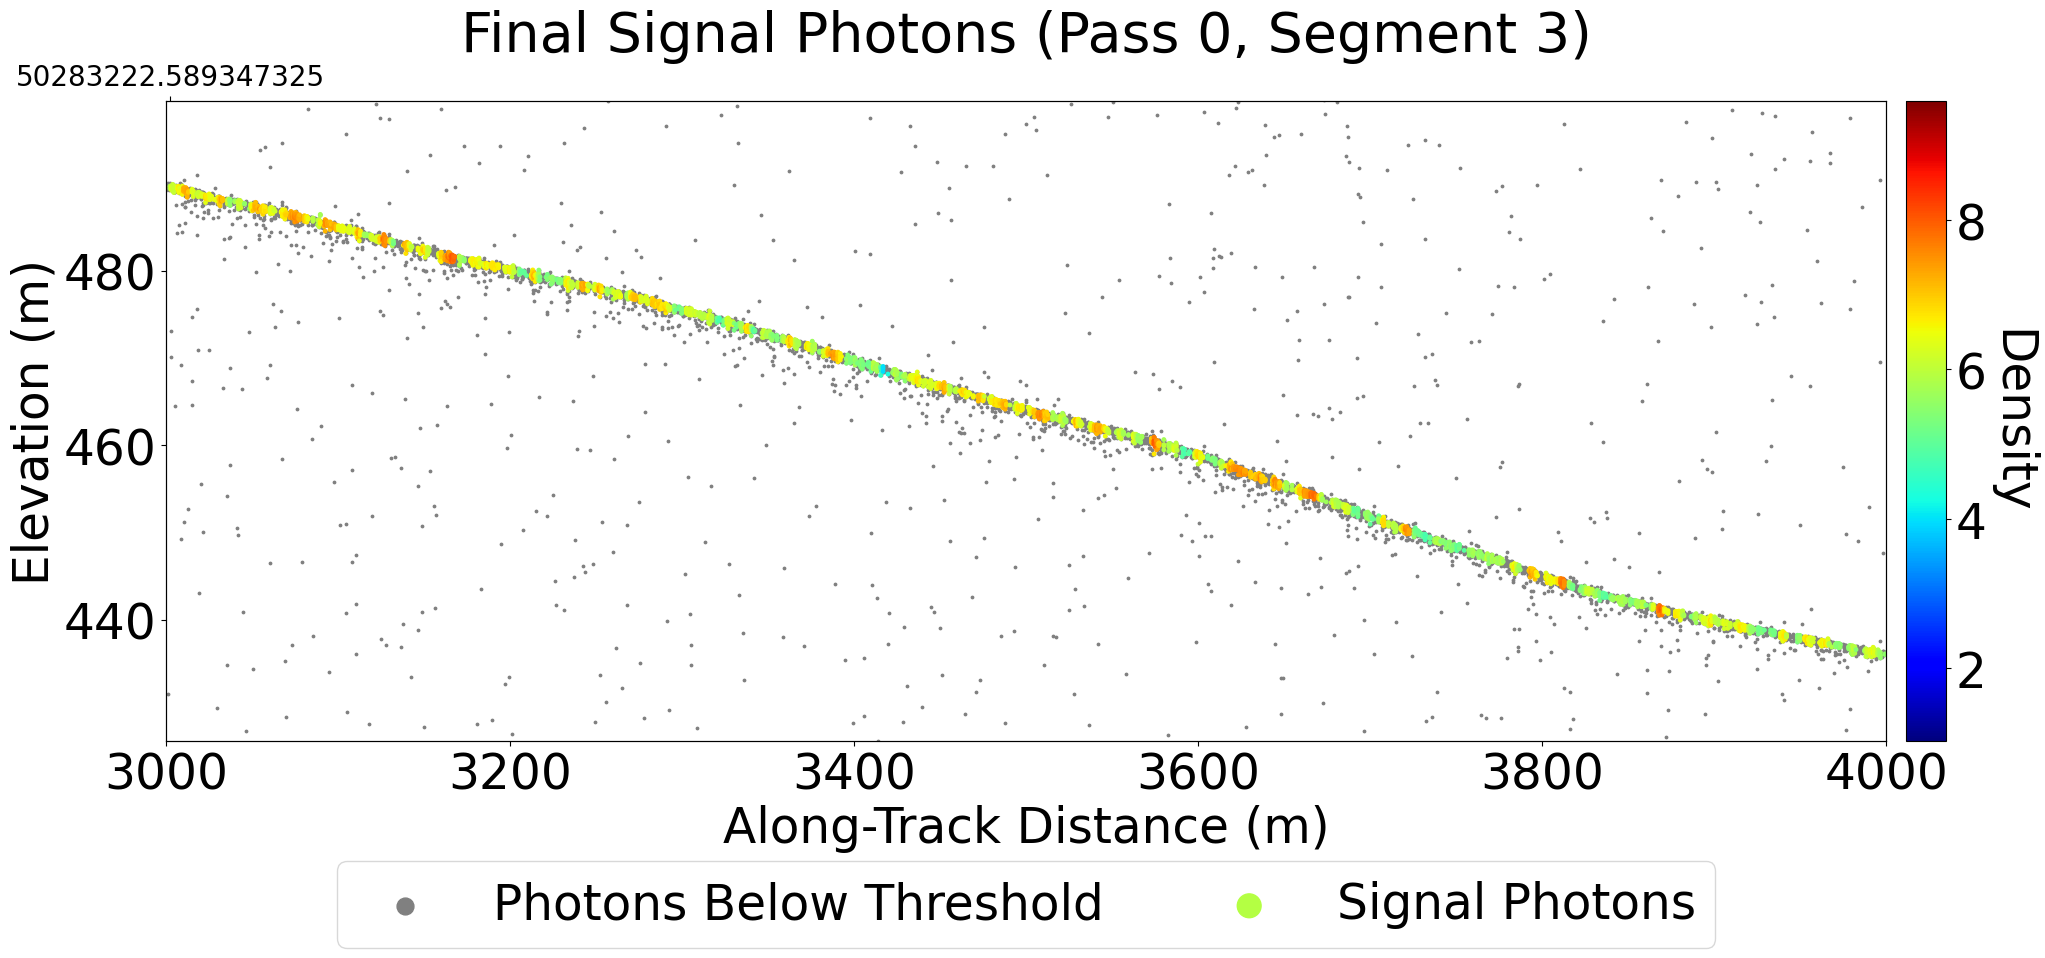 Final Signal Photons (Pass 0, Segment 3)
50283222.589347325
Elevation (m)
480
460
440
3000 3200 3400 3600 3800 4000
Along-Track Distance (m)
8
6
4
2
Density
Photons Below Threshold Signal Photons